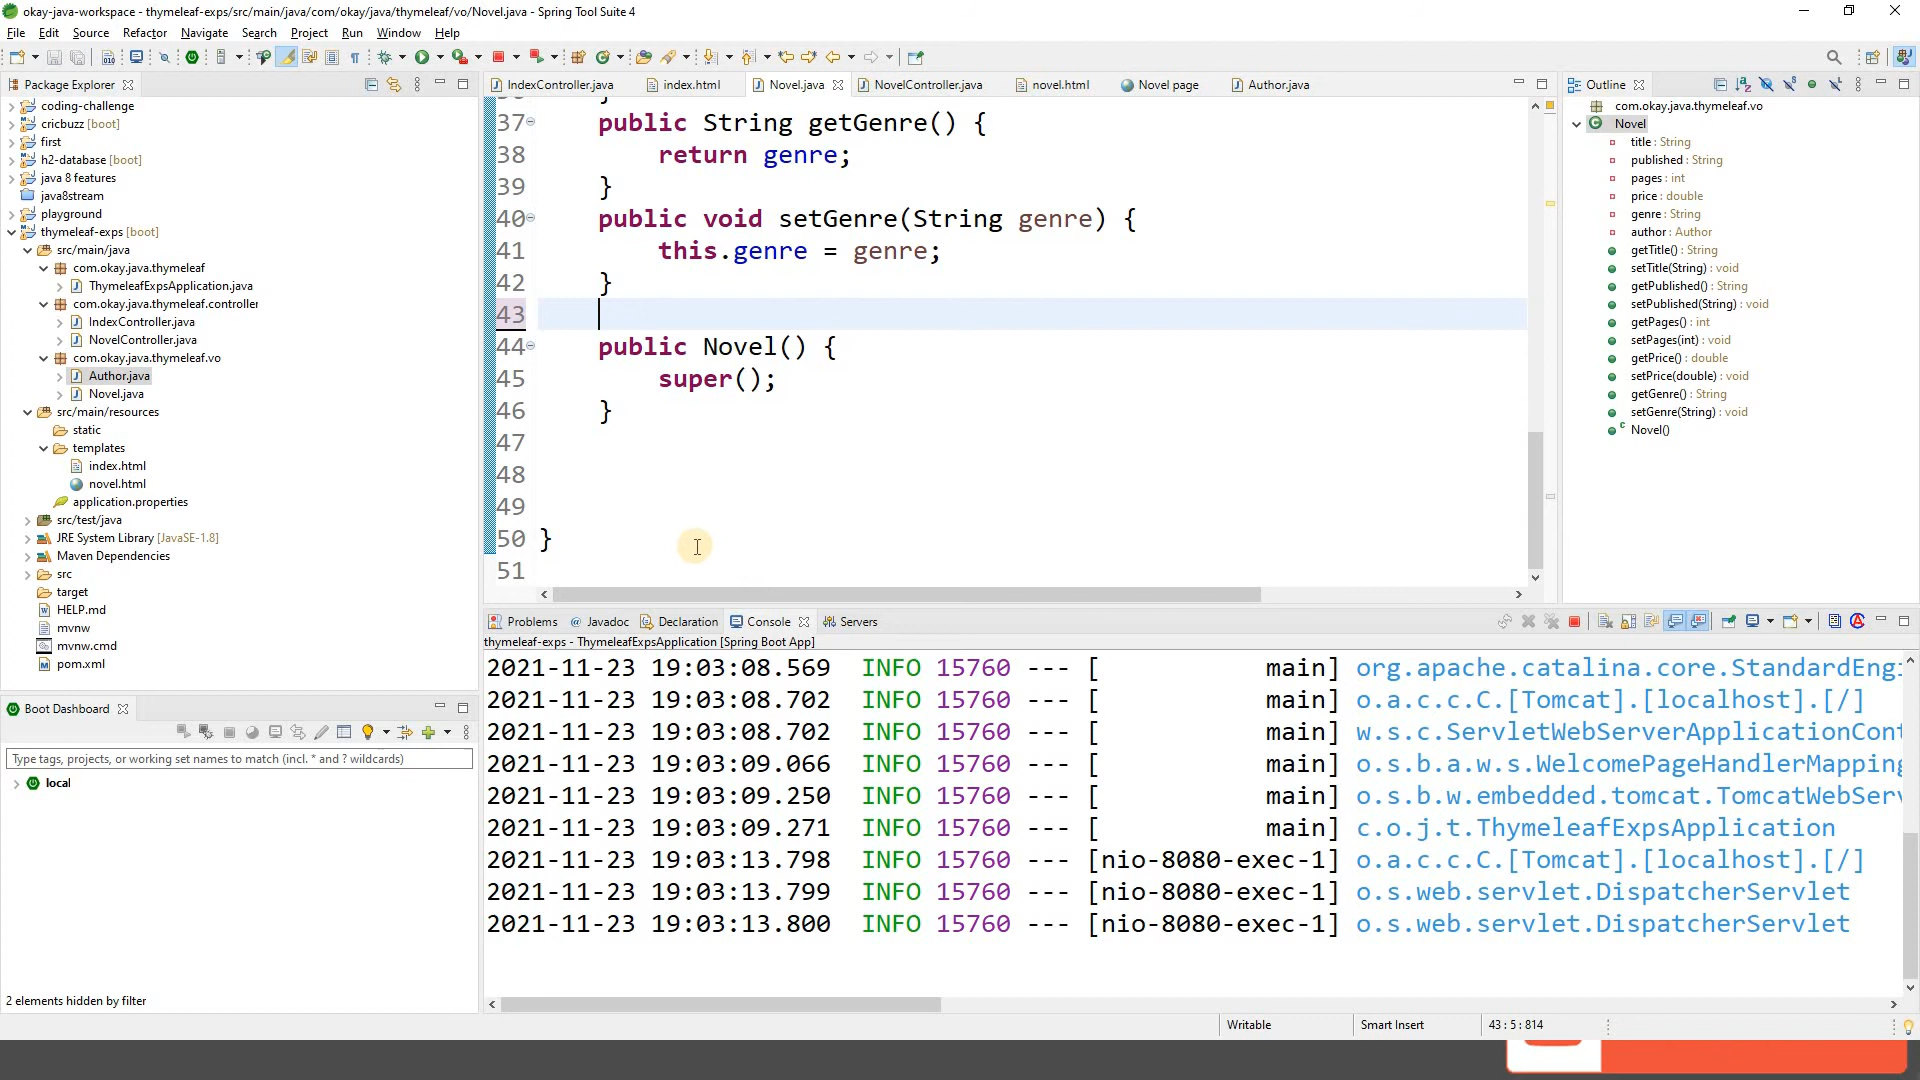 okay-java-workspace - thymeleaf-exps/src/main/java/com/okay/java/thymeleaf/vo/Novel.java - Spring Tool Suite 4
File Edit Source Refactor Navigate Search Project Run Window Help
Package Explorer
coding-challenge
cricbuzz [boot]
first
h2-database [boot]
java 8 features
java8stream
playground
thymeleaf-exps [boot]
src/main/java
com.okay.java.thymeleaf
ThymeleafExpsApplication.java
com.okay.java.thymeleaf.controller
IndexController.java
NovelController.java
com.okay.java.thymeleaf.vo
Author.java
Novel.java
src/main/resources
static
templates
index.html
novel.html
application.properties
src/test/java
JRE System Library [JavaSE-1.8]
Maven Dependencies
src
target
HELP.md
mvnw
mvnw.cmd
pom.xml
Boot Dashboard
Type tags, projects, or working set names to match (incl. * and ? wildcards)
local
2 elements hidden by filter
IndexController.java index.html Novel.java NovelController.java novel.html Novel page Author.java
37 public String getGenre() {
38 return genre;
39 }
40 public void setGenre(String genre) {
41 this.genre = genre;
42 }
43
44 public Novel() {
45 super();
46 }
47
48
49
50 }
51
Outline
com.okay.java.thymeleaf.vo
Novel
title : String
published : String
pages : int
price : double
genre : String
author : Author
getTitle() : String
setTitle(String) : void
getPublished() : String
setPublished(String) : void
getPages() : int
setPages(int) : void
getPrice() : double
setPrice(double) : void
getGenre() : String
setGenre(String) : void
Novel()
Problems Javadoc Declaration Console Servers
thymeleaf-exps - ThymeleafExpsApplication [Spring Boot App]
2021-11-23 19:03:08.569 INFO 15760 --- [ main] org.apache.catalina.core.StandardEngi
2021-11-23 19:03:08.702 INFO 15760 --- [ main] o.a.c.c.C.[Tomcat].[localhost].[/]
2021-11-23 19:03:08.702 INFO 15760 --- [ main] w.s.c.ServletWebServerApplicationCont
2021-11-23 19:03:09.066 INFO 15760 --- [ main] o.s.b.a.w.s.WelcomePageHandlerMapping
2021-11-23 19:03:09.250 INFO 15760 --- [ main] o.s.b.w.embedded.tomcat.TomcatWebServ
2021-11-23 19:03:09.271 INFO 15760 --- [ main] c.o.j.t.ThymeleafExpsApplication
2021-11-23 19:03:13.798 INFO 15760 --- [nio-8080-exec-1] o.a.c.c.C.[Tomcat].[localhost].[/]
2021-11-23 19:03:13.799 INFO 15760 --- [nio-8080-exec-1] o.s.web.servlet.DispatcherServlet
2021-11-23 19:03:13.800 INFO 15760 --- [nio-8080-exec-1] o.s.web.servlet.DispatcherServlet
Writable Smart Insert 43 : 5 : 814